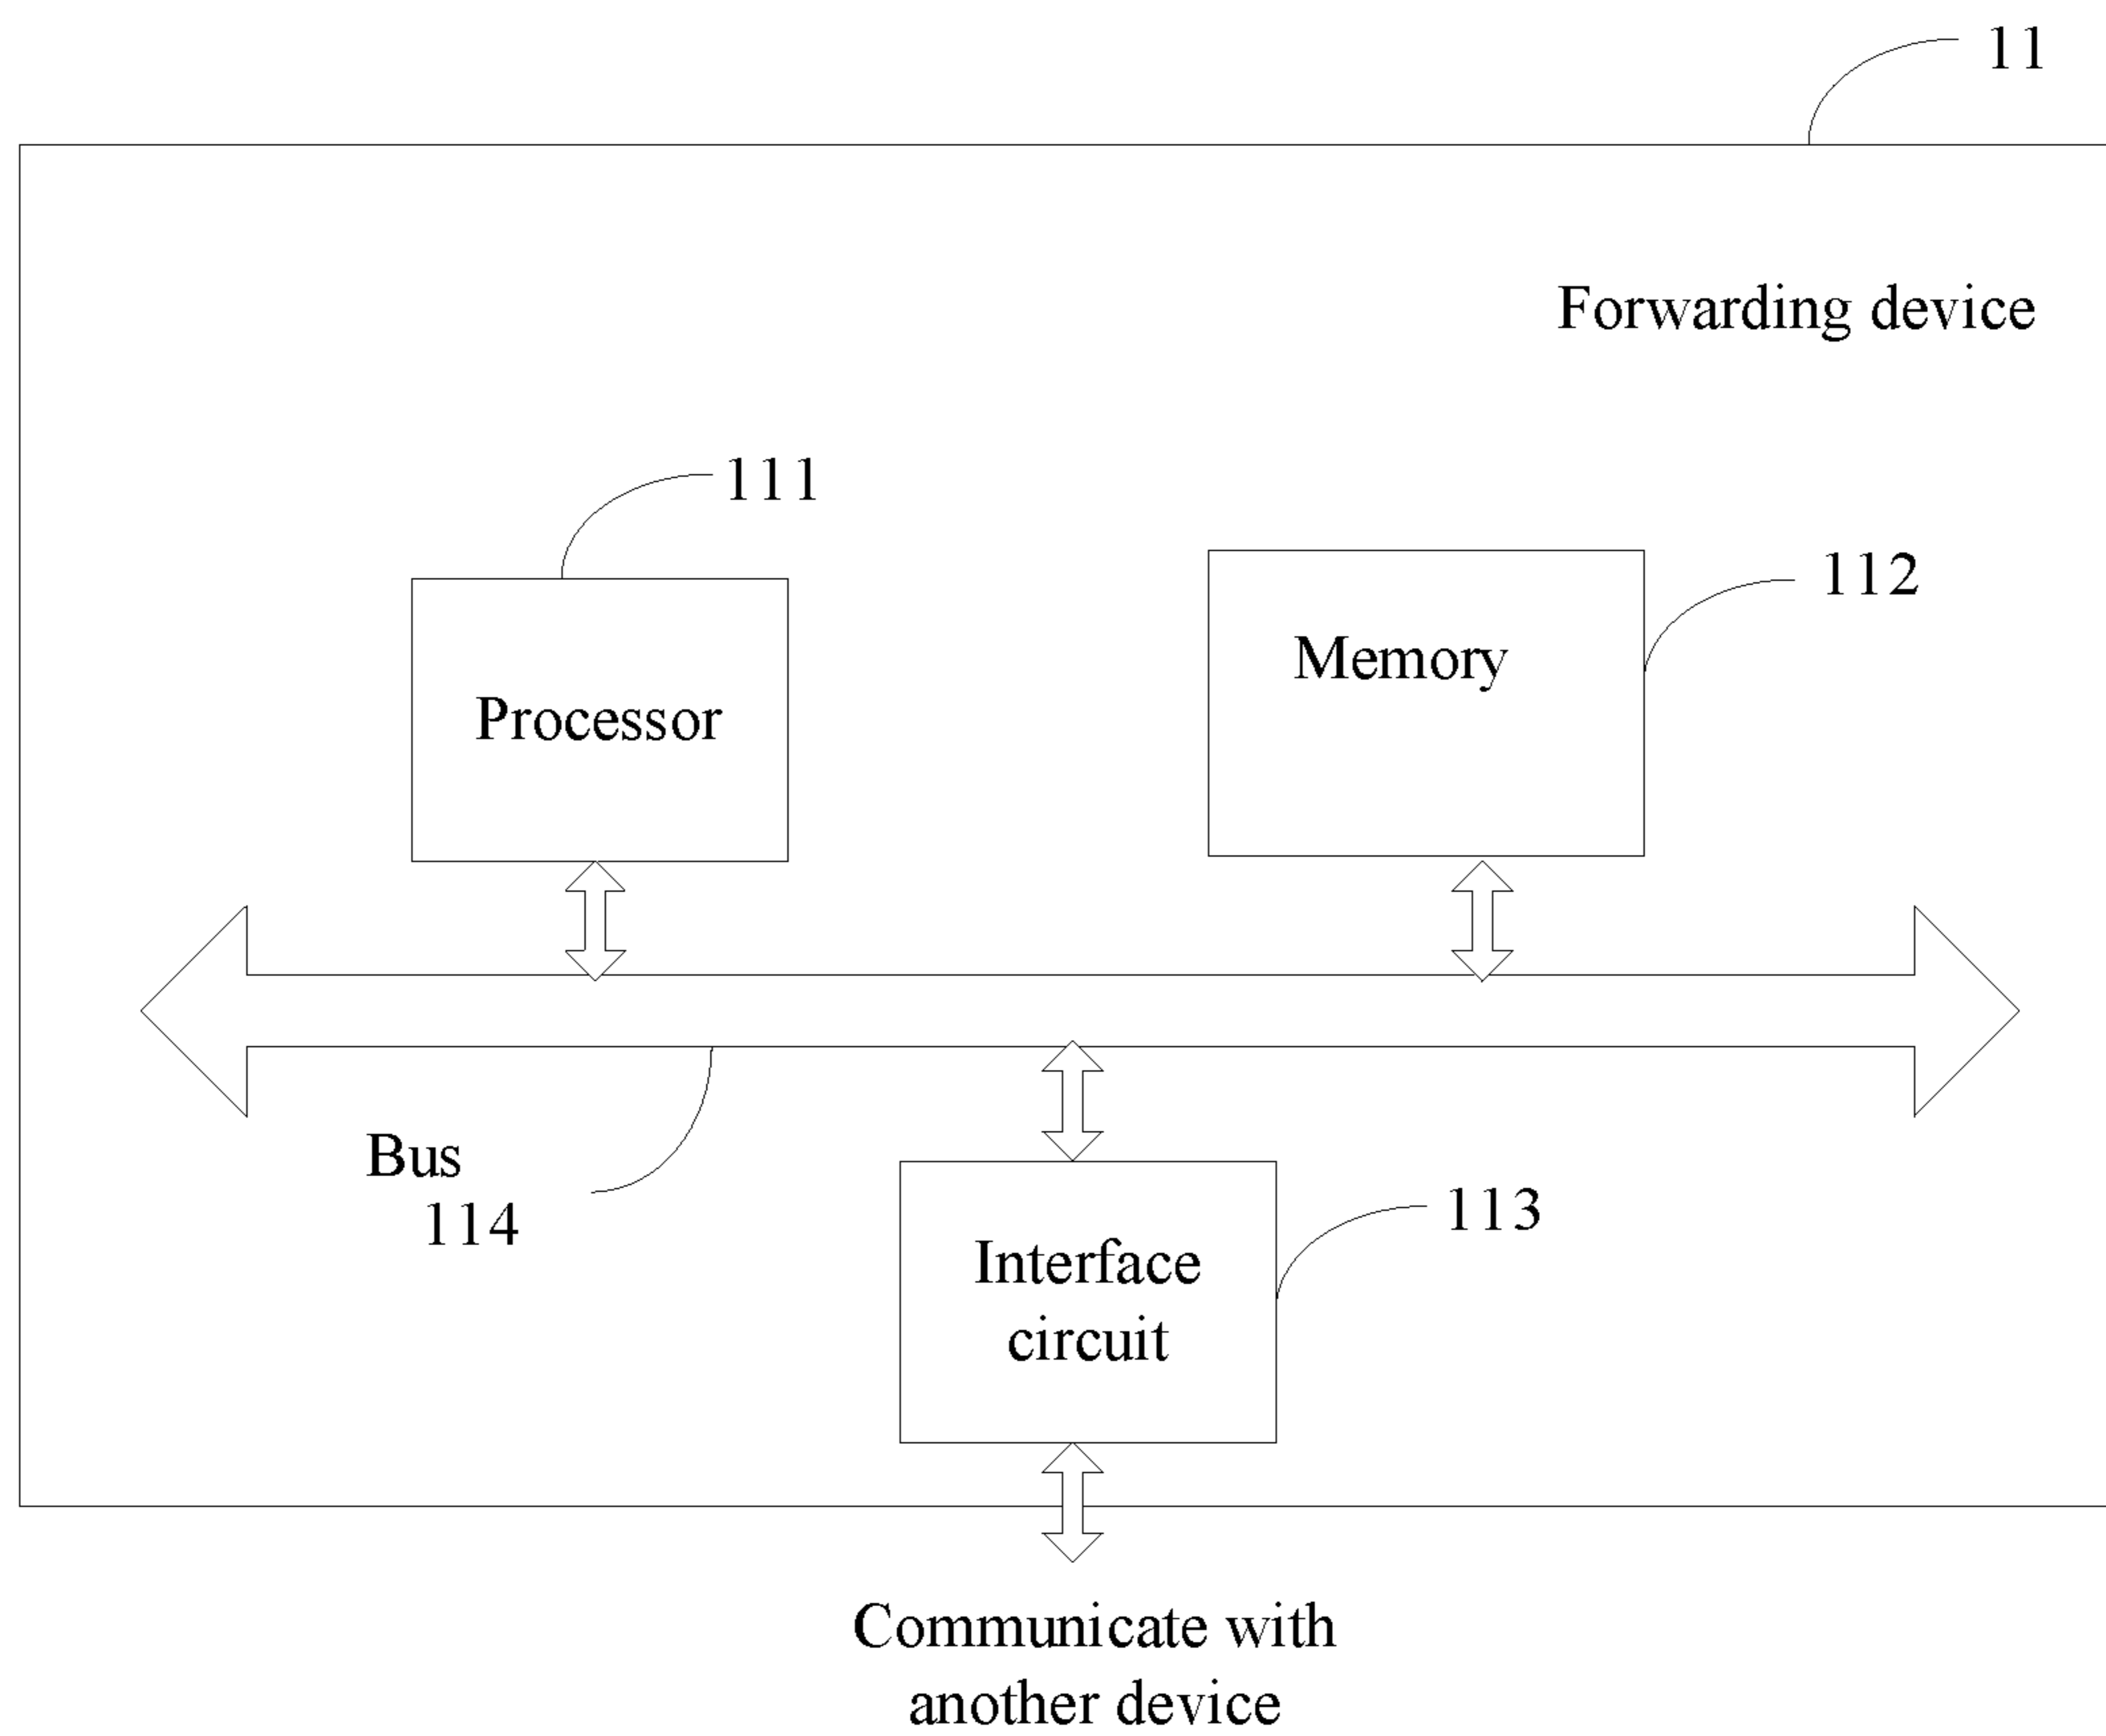 11
Forwarding device
111
112
Memory
Processor
Bus
114
113
Interface
circuit
Communicate with
another device